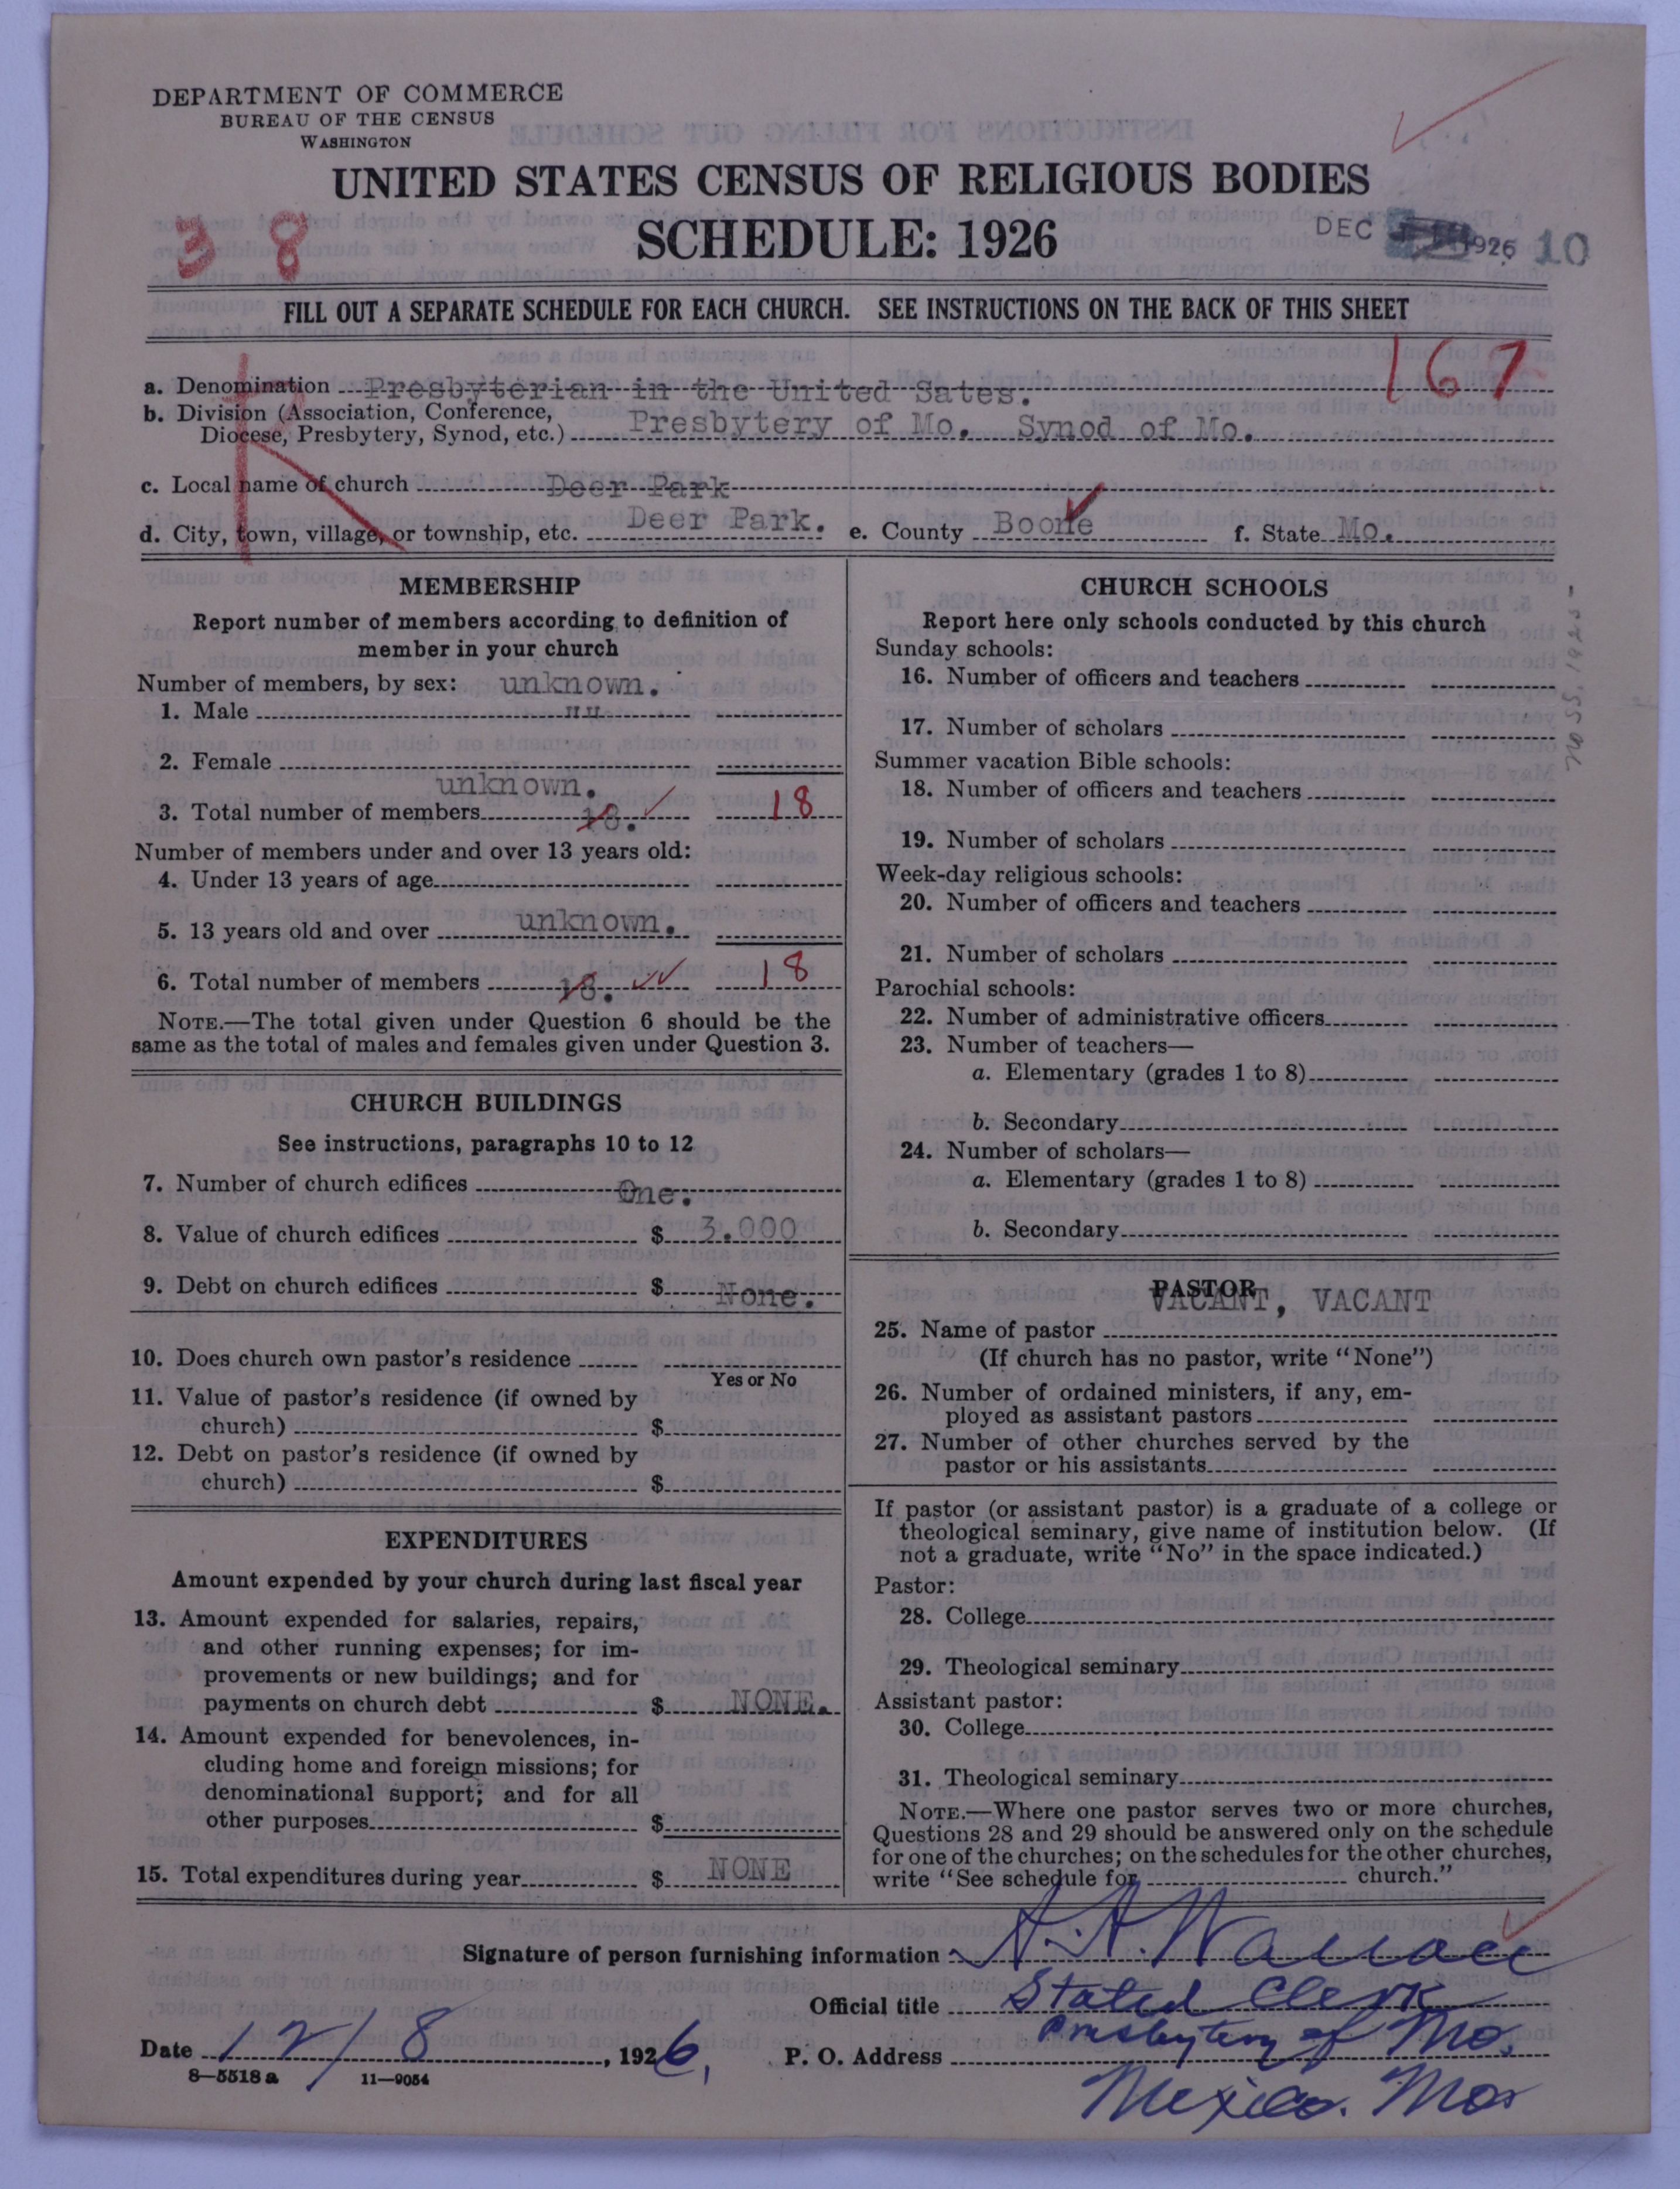 DEPARTMENT OF COMMERCE
BUREAU OF THE CENSUS
WASHINGTON
UNITED STATES CENSUS OF RELIGIOUS BODIES
SCHEDULE: 1926
3 8
DEC 1926 10
FILL OUT A SEPARATE SCHEDULE FOR EACH CHURCH. SEE INSTRUCTIONS ON THE BACK OF THIS SHEET
167
R
a. Denomination Presbyterian in the United Sates.
b. Division (Association, Conference,
Diocese, Presbytery, Synod, etc.) Presbytery of Mo. Synod of Mo.
c. Local name of church Deer Park
d. City, town, village, or township, etc. Deer Park. e. County Boone f. State Mo.
MEMBERSHIP
Report number of members according to definition of
member in your church
Number of members, by sex: unknown.
1. Male "" 
2. Female
unknown.
3. Total number of members 18. 18
Number of members under and over 13 years old:
4. Under 13 years of age
5. 13 years old and over unknown.
6. Total number of members 18. 18
NOTE.—The total given under Question 6 should be the
same as the total of males and females given under Question 3.
CHURCH BUILDINGS
See instructions, paragraphs 10 to 12
7. Number of church edifices One.
8. Value of church edifices $ 3.000
9. Debt on church edifices $ None.
10. Does church own pastor's residence
Yes or No
11. Value of pastor's residence (if owned by
church) $
12. Debt on pastor's residence (if owned by
church) $
EXPENDITURES
Amount expended by your church during last fiscal year
13. Amount expended for salaries, repairs,
and other running expenses; for im-
provements or new buildings; and for
payments on church debt $ NONE.
14. Amount expended for benevolences, in-
cluding home and foreign missions; for
denominational support; and for all
other purposes $
15. Total expenditures during year $ NONE
CHURCH SCHOOLS
Report here only schools conducted by this church
Sunday schools:
16. Number of officers and teachers
17. Number of scholars
Summer vacation Bible schools:
18. Number of officers and teachers
19. Number of scholars
Week-day religious schools:
20. Number of officers and teachers
21. Number of scholars
Parochial schools:
22. Number of administrative officers
23. Number of teachers—
a. Elementary (grades 1 to 8)
b. Secondary
24. Number of scholars—
a. Elementary (grades 1 to 8)
b. Secondary
PASTOR
VACANT, VACANT
25. Name of pastor
(If church has no pastor, write "None")
26. Number of ordained ministers, if any, em-
ployed as assistant pastors
27. Number of other churches served by the
pastor or his assistants
If pastor (or assistant pastor) is a graduate of a college or
theological seminary, give name of institution below. (If
not a graduate, write "No" in the space indicated.)
Pastor:
28. College
29. Theological seminary
Assistant pastor:
30. College
31. Theological seminary
NOTE.—Where one pastor serves two or more churches,
Questions 28 and 29 should be answered only on the schedule
for one of the churches; on the schedules for the other churches,
write "See schedule for church."
Signature of person furnishing information A. A. Wallace
Official title Stated Clerk
Presbytery of Mo.
Date 12/8, 1926. P. O. Address
Mexico. Mo
8—5518a 11—9054